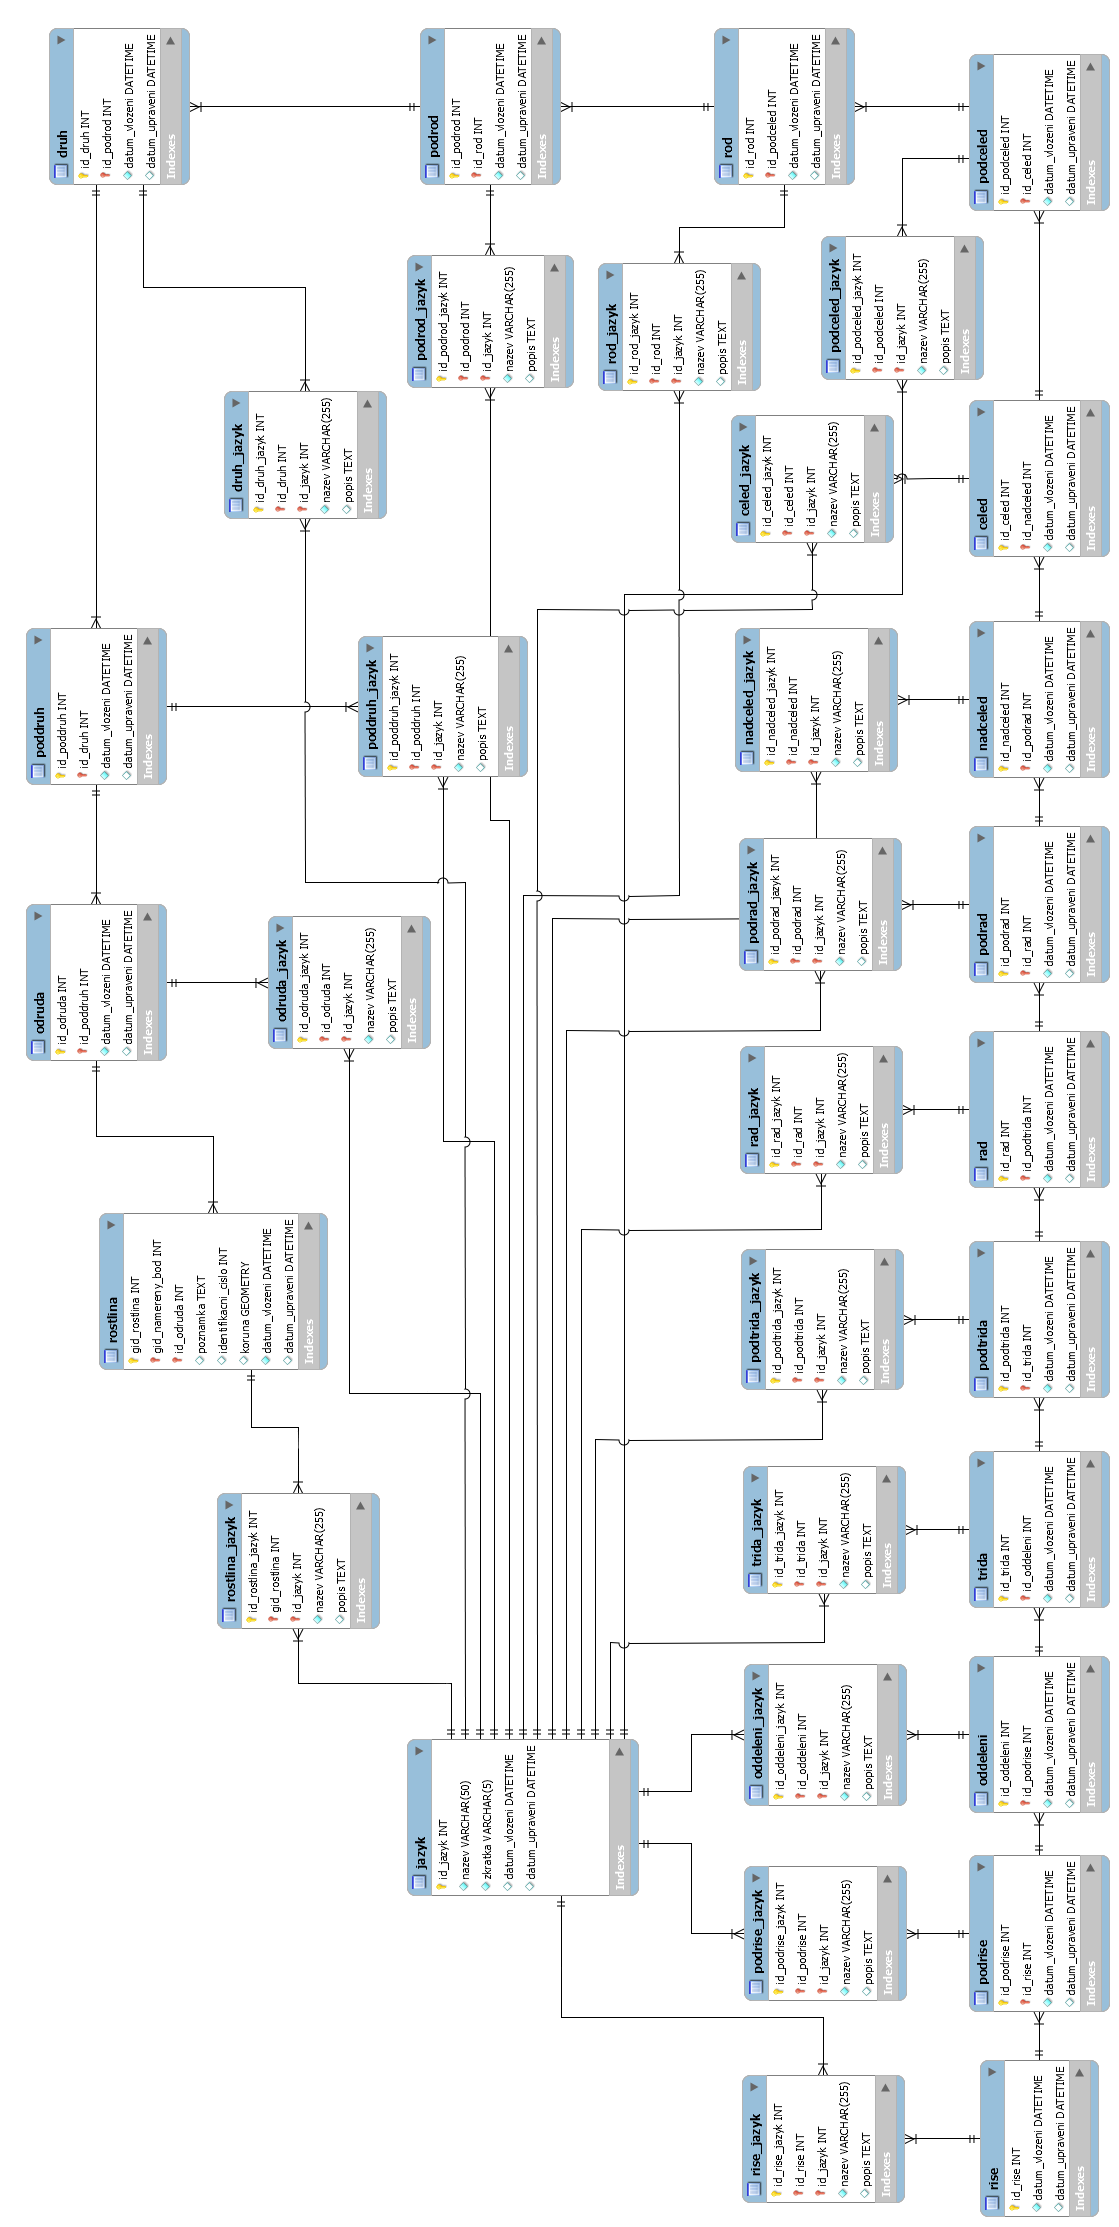 druh
id_druh INT
id_podrod INT
datum_vlozeni DATETIME
datum_upraveni DATETIME
Indexes
podrod
id_podrod INT
id_rod INT
datum_vlozeni DATETIME
datum_upraveni DATETIME
Indexes
rod
id_rod INT
id_podceled INT
datum_vlozeni DATETIME
datum_upraveni DATETIME
Indexes
podceled
id_podceled INT
id_celed INT
datum_vlozeni DATETIME
datum_upraveni DATETIME
Indexes
druh_jazyk
id_druh_jazyk INT
id_druh INT
id_jazyk INT
nazev VARCHAR(255)
popis TEXT
Indexes
podrod_jazyk
id_podrod_jazyk INT
id_podrod INT
id_jazyk INT
nazev VARCHAR(255)
popis TEXT
Indexes
rod_jazyk
id_rod_jazyk INT
id_rod INT
id_jazyk INT
nazev VARCHAR(255)
popis TEXT
Indexes
podceled_jazyk
id_podceled_jazyk INT
id_podceled INT
id_jazyk INT
nazev VARCHAR(255)
popis TEXT
Indexes
celed_jazyk
id_celed_jazyk INT
id_celed INT
id_jazyk INT
nazev VARCHAR(255)
popis TEXT
Indexes
celed
id_celed INT
id_nadceled INT
datum_vlozeni DATETIME
datum_upraveni DATETIME
Indexes
poddruh
id_poddruh INT
id_druh INT
datum_vlozeni DATETIME
datum_upraveni DATETIME
Indexes
poddruh_jazyk
id_poddruh_jazyk INT
id_poddruh INT
id_jazyk INT
nazev VARCHAR(255)
popis TEXT
Indexes
nadceled_jazyk
id_nadceled_jazyk INT
id_nadceled INT
id_jazyk INT
nazev VARCHAR(255)
popis TEXT
Indexes
nadceled
id_nadceled INT
id_podrad INT
datum_vlozeni DATETIME
datum_upraveni DATETIME
Indexes
odruda
id_odruda INT
id_poddruh INT
datum_vlozeni DATETIME
datum_upraveni DATETIME
Indexes
odruda_jazyk
id_odruda_jazyk INT
id_odruda INT
id_jazyk INT
nazev VARCHAR(255)
popis TEXT
Indexes
podrad_jazyk
id_podrad_jazyk INT
id_podrad INT
id_jazyk INT
nazev VARCHAR(255)
popis TEXT
Indexes
podrad
id_podrad INT
id_rad INT
datum_vlozeni DATETIME
datum_upraveni DATETIME
Indexes
rad_jazyk
id_rad_jazyk INT
id_rad INT
id_jazyk INT
nazev VARCHAR(255)
popis TEXT
Indexes
rad
id_rad INT
id_podtrida INT
datum_vlozeni DATETIME
datum_upraveni DATETIME
Indexes
rostlina
gid_rostlina INT
gid_namereny_bod INT
id_odruda INT
poznamka TEXT
identifikacni_cislo INT
koruna GEOMETRY
datum_vlozeni DATETIME
datum_upraveni DATETIME
Indexes
podtrida_jazyk
id_podtrida_jazyk INT
id_podtrida INT
id_jazyk INT
nazev VARCHAR(255)
popis TEXT
Indexes
podtrida
id_podtrida INT
id_trida INT
datum_vlozeni DATETIME
datum_upraveni DATETIME
Indexes
rostlina_jazyk
id_rostlina_jazyk INT
gid_rostlina INT
id_jazyk INT
nazev VARCHAR(255)
popis TEXT
Indexes
trida_jazyk
id_trida_jazyk INT
id_trida INT
id_jazyk INT
nazev VARCHAR(255)
popis TEXT
Indexes
trida
id_trida INT
id_oddeleni INT
datum_vlozeni DATETIME
datum_upraveni DATETIME
Indexes
jazyk
id_jazyk INT
nazev VARCHAR(50)
zkratka VARCHAR(5)
datum_vlozeni DATETIME
datum_upraveni DATETIME
Indexes
oddeleni_jazyk
id_oddeleni_jazyk INT
id_oddeleni INT
id_jazyk INT
nazev VARCHAR(255)
popis TEXT
Indexes
oddeleni
id_oddeleni INT
id_podrise INT
datum_vlozeni DATETIME
datum_upraveni DATETIME
Indexes
podrise_jazyk
id_podrise_jazyk INT
id_podrise INT
id_jazyk INT
nazev VARCHAR(255)
popis TEXT
Indexes
podrise
id_podrise INT
id_rise INT
datum_vlozeni DATETIME
datum_upraveni DATETIME
Indexes
rise_jazyk
id_rise_jazyk INT
id_rise INT
id_jazyk INT
nazev VARCHAR(255)
popis TEXT
Indexes
rise
id_rise INT
datum_vlozeni DATETIME
datum_upraveni DATETIME
Indexes